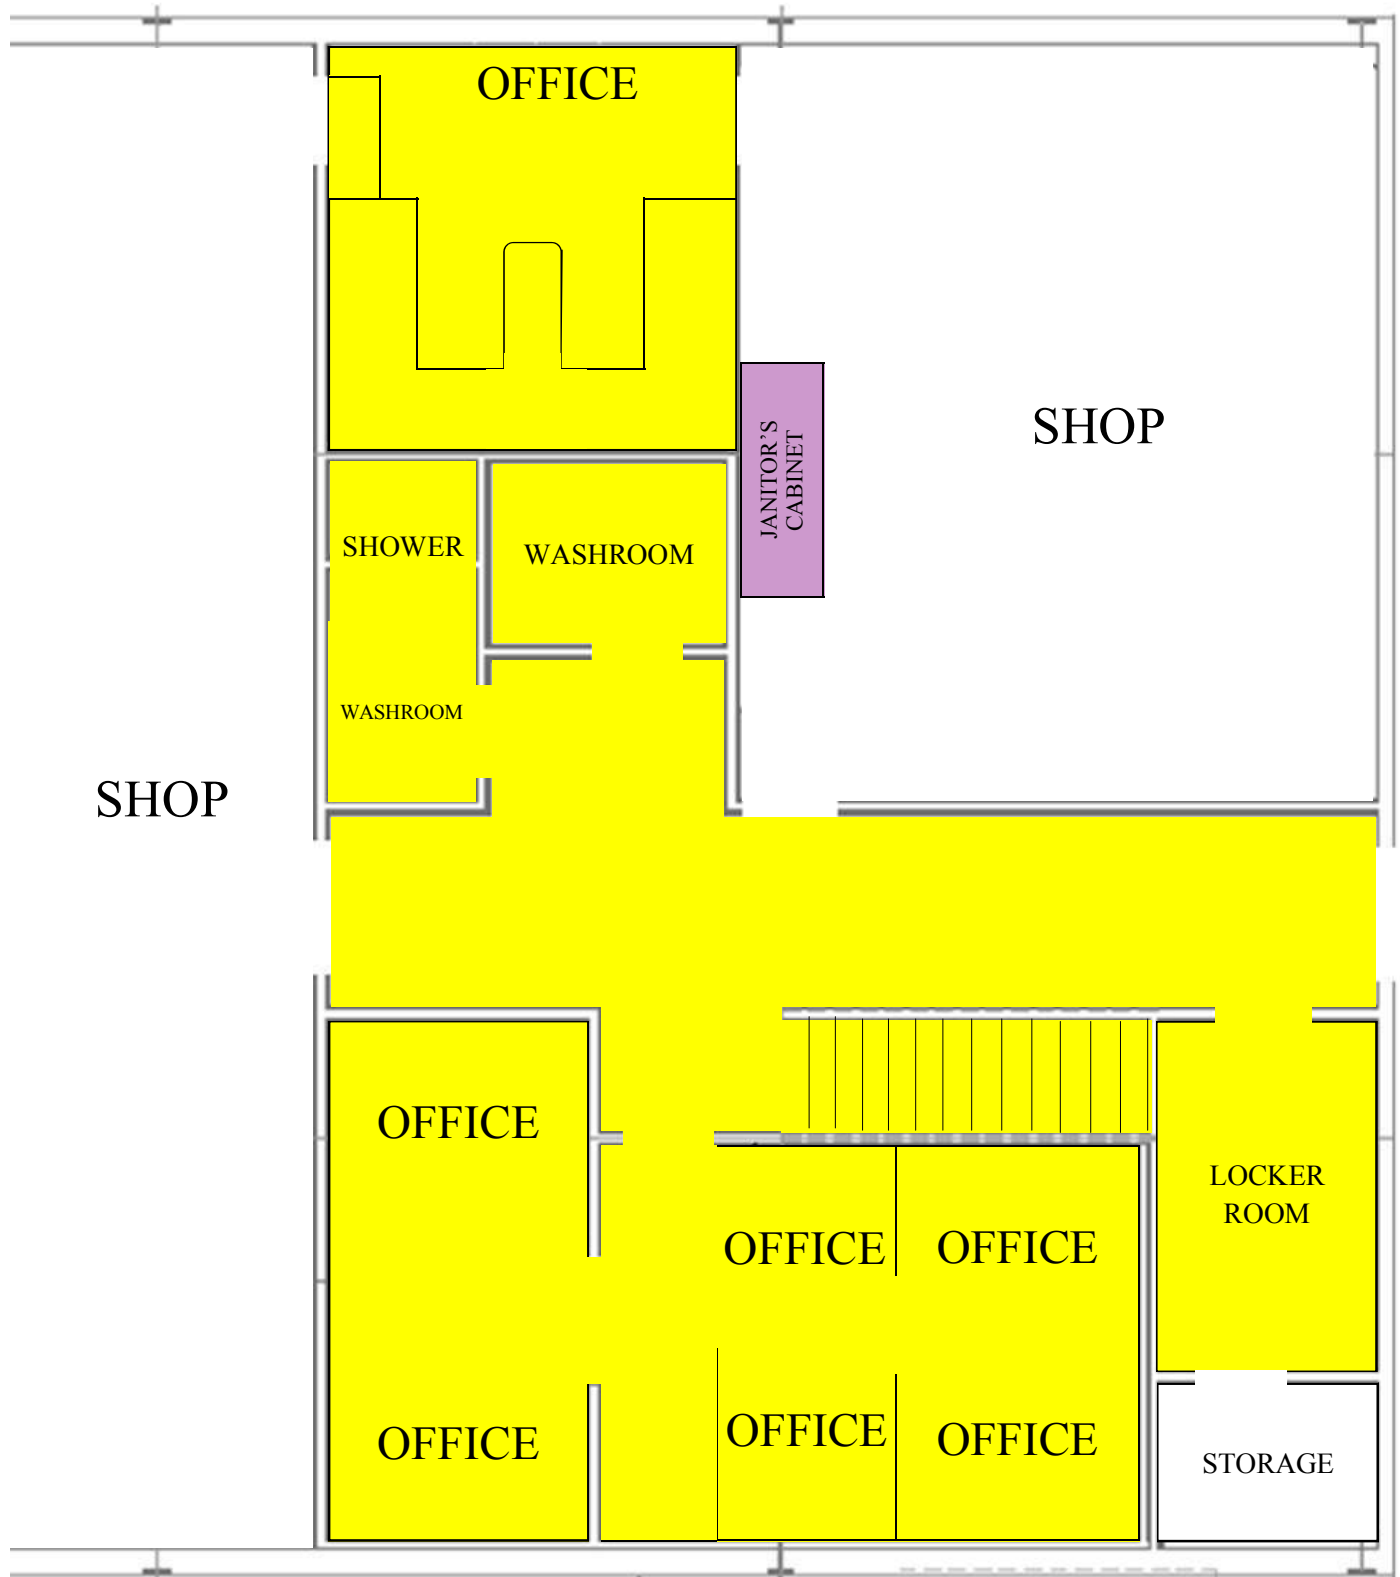 OFFICE
SHOP
JANITOR'S
CABINET
SHOWER
WASHROOM
WASHROOM
SHOP
OFFICE
LOCKER
ROOM
OFFICE
OFFICE
OFFICE
OFFICE
OFFICE
STORAGE